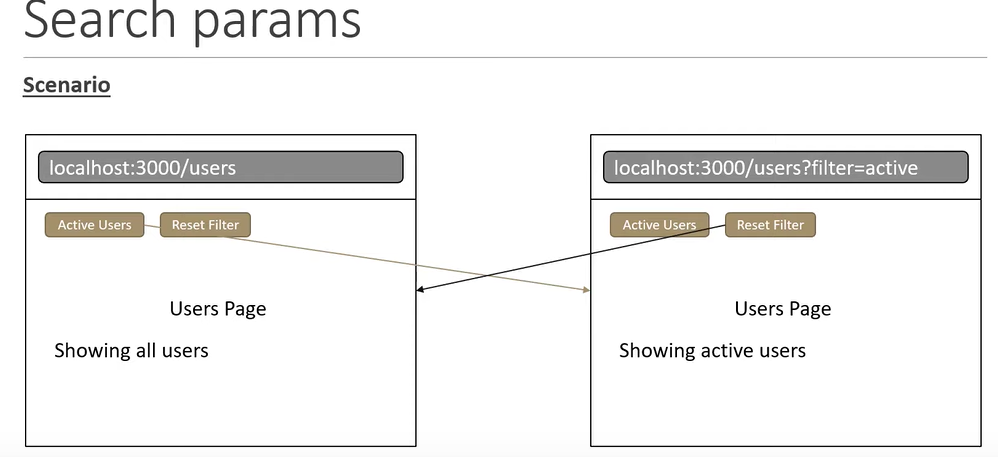 Search params
Scenario
localhost:3000/users
Active Users
Reset Filter
Users Page
Showing all users
localhost:3000/users?filter=active
Active Users
Reset Filter
Users Page
Showing active users